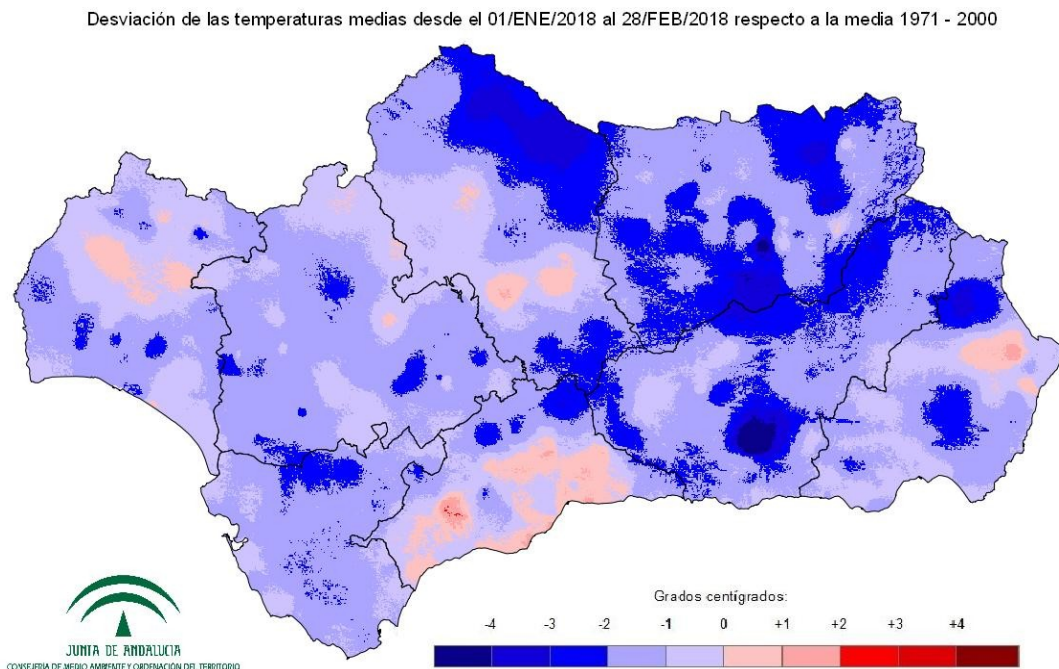 Desviación de las temperaturas medias desde el 01/ENE/2018 al 28/FEB/2018 respecto a la media 1971 - 2000
Grados centígrados:
-4 -3 -2 -1 0 +1 +2 +3 +4
JUNTA DE ANDALUCIA
CONSEJERÍA DE MEDIO AMBIENTE Y ORDENACIÓN DEL TERRITORIO